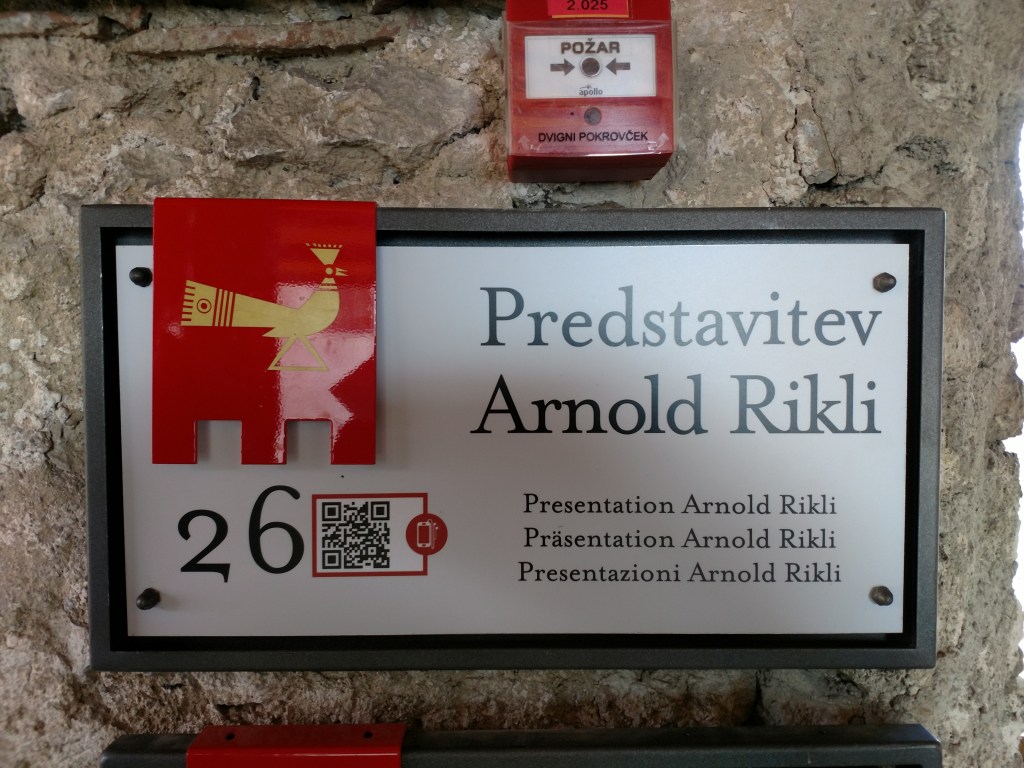 2.025
POŽAR
apollo
DVIGNI POKROVČEK
Predstavitev
Arnold Rikli
26
Presentation Arnold Rikli
Präsentation Arnold Rikli
Presentazioni Arnold Rikli